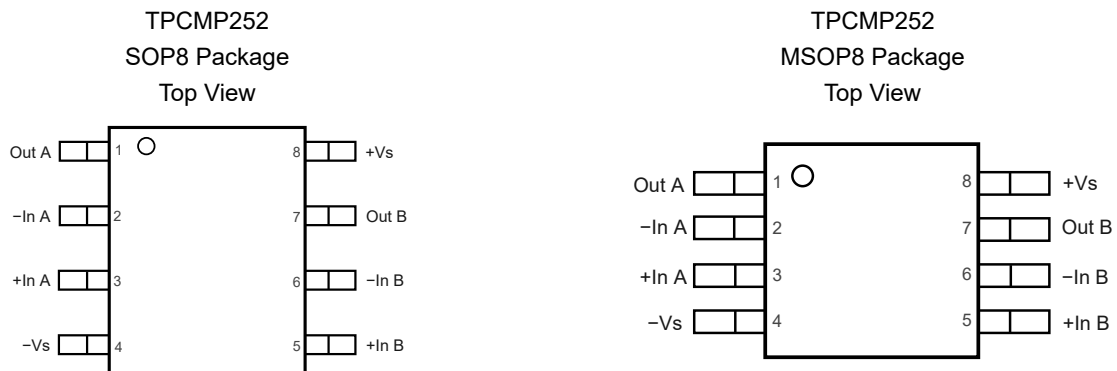 TPCMP252
SOP8 Package
Top View
Out A 1 8 +Vs
−In A 2 7 Out B
+In A 3 6 −In B
−Vs 4 5 +In B
TPCMP252
MSOP8 Package
Top View
Out A 1 8 +Vs
−In A 2 7 Out B
+In A 3 6 −In B
−Vs 4 5 +In B